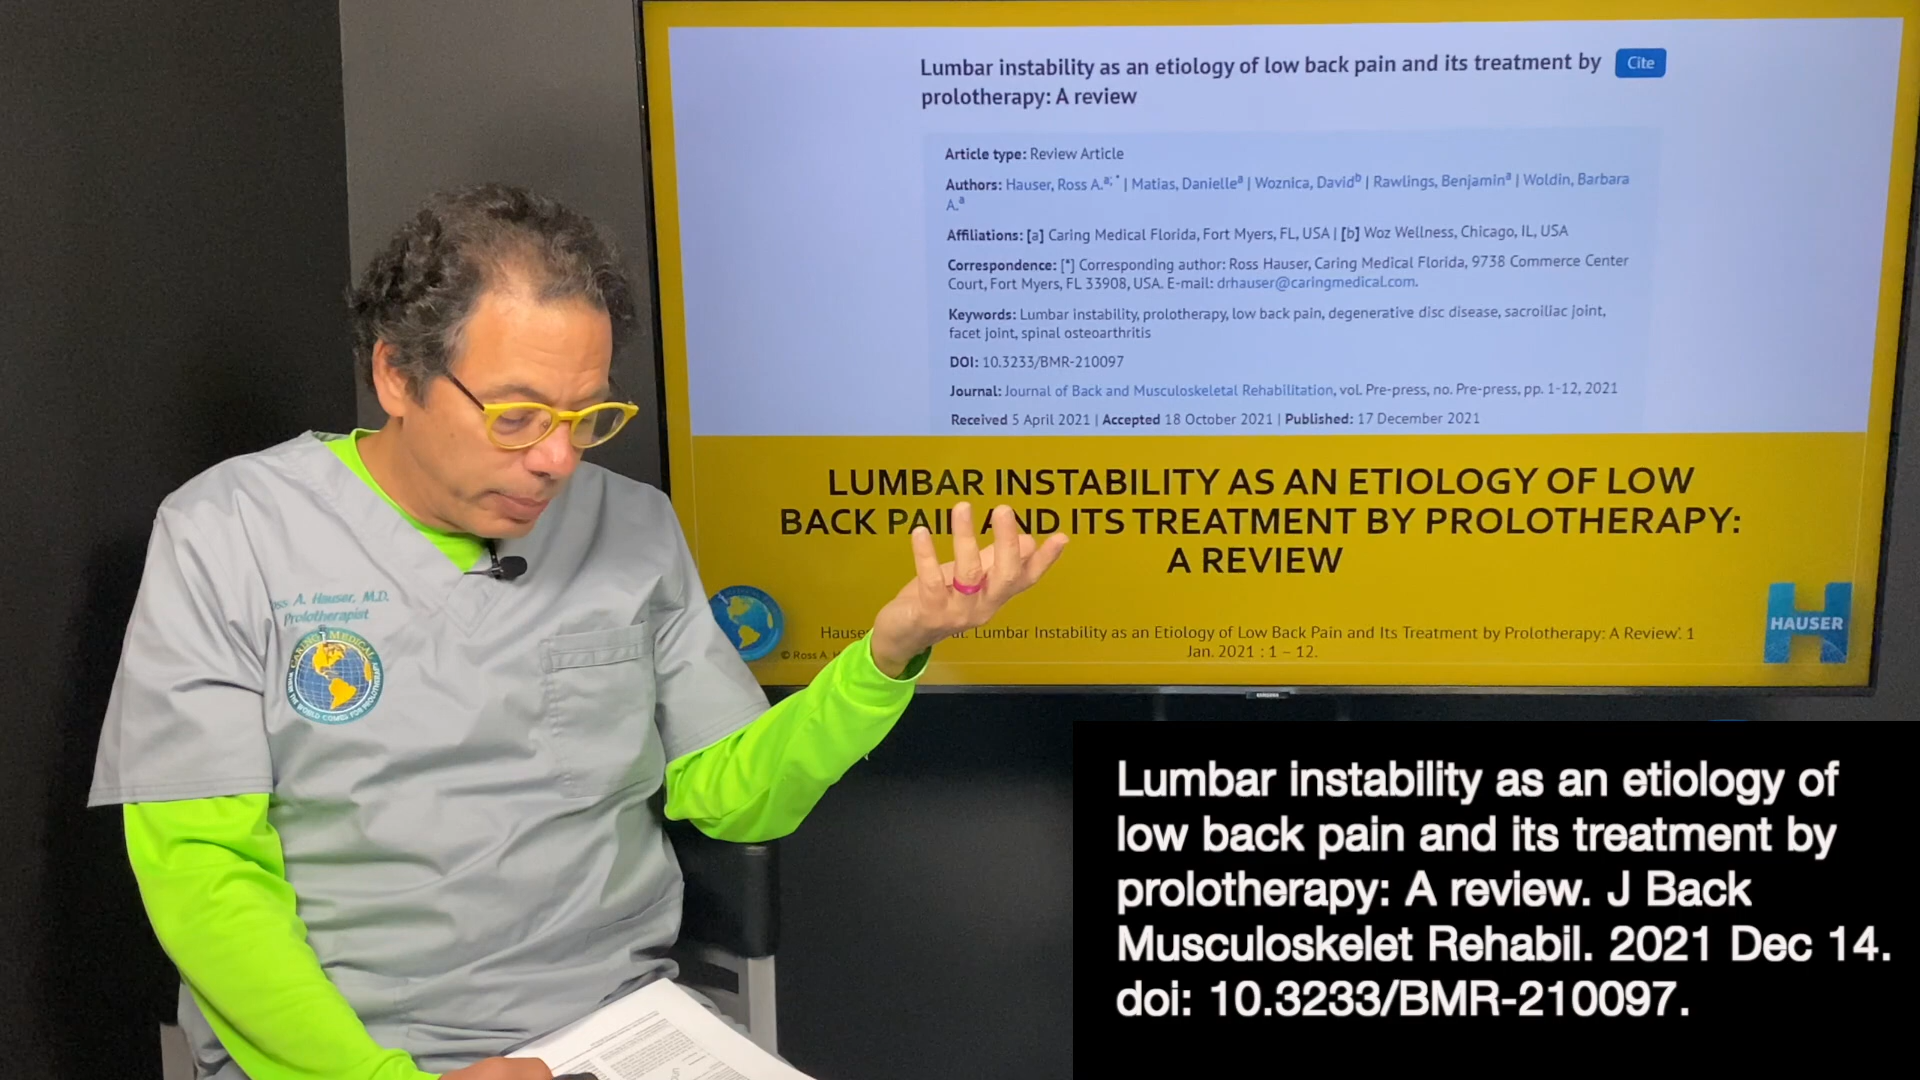 Lumbar instability as an etiology of low back pain and its treatment by Cite
prolotherapy: A review
Article type: Review Article
Authors: Hauser, Ross A.a; * | Matias, Daniellea | Woznica, Davidb | Rawlings, Benjamina | Woldin, Barbara
A.a
Affiliations: [a] Caring Medical Florida, Fort Myers, FL, USA | [b] Woz Wellness, Chicago, IL, USA
Correspondence: [*] Corresponding author: Ross Hauser, Caring Medical Florida, 9738 Commerce Center
Court, Fort Myers, FL 33908, USA. E-mail: drhauser@caringmedical.com.
Keywords: Lumbar instability, prolotherapy, low back pain, degenerative disc disease, sacroiliac joint,
facet joint, spinal osteoarthritis
DOI: 10.3233/BMR-210097
Journal: Journal of Back and Musculoskeletal Rehabilitation, vol. Pre-press, no. Pre-press, pp. 1-12, 2021
Received 5 April 2021 | Accepted 18 October 2021 | Published: 17 December 2021
LUMBAR INSTABILITY AS AN ETIOLOGY OF LOW
BACK PAIN AND ITS TREATMENT BY PROLOTHERAPY:
A REVIEW
Lumbar Instability as an Etiology of Low Back Pain and Its Treatment by Prolotherapy: A Review'. 1
Jan. 2021 : 1 – 12.
© Ross A.
HAUSER
A. Hauser, M.D.
Prolotherapist
CARING MEDICAL
Lumbar instability as an etiology of
low back pain and its treatment by
prolotherapy: A review. J Back
Musculoskelet Rehabil. 2021 Dec 14.
doi: 10.3233/BMR-210097.